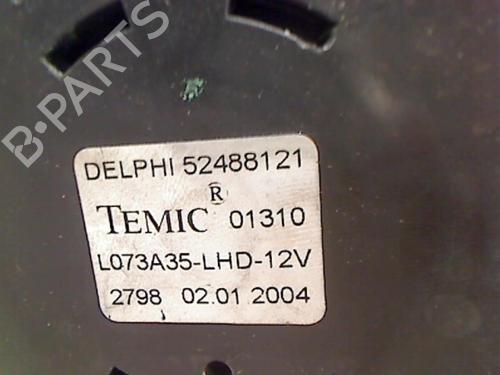 B-PARTS
DELPHI 52488121
TEMIC ® 01310
L073A35-LHD-12V
2798 02.01 2004